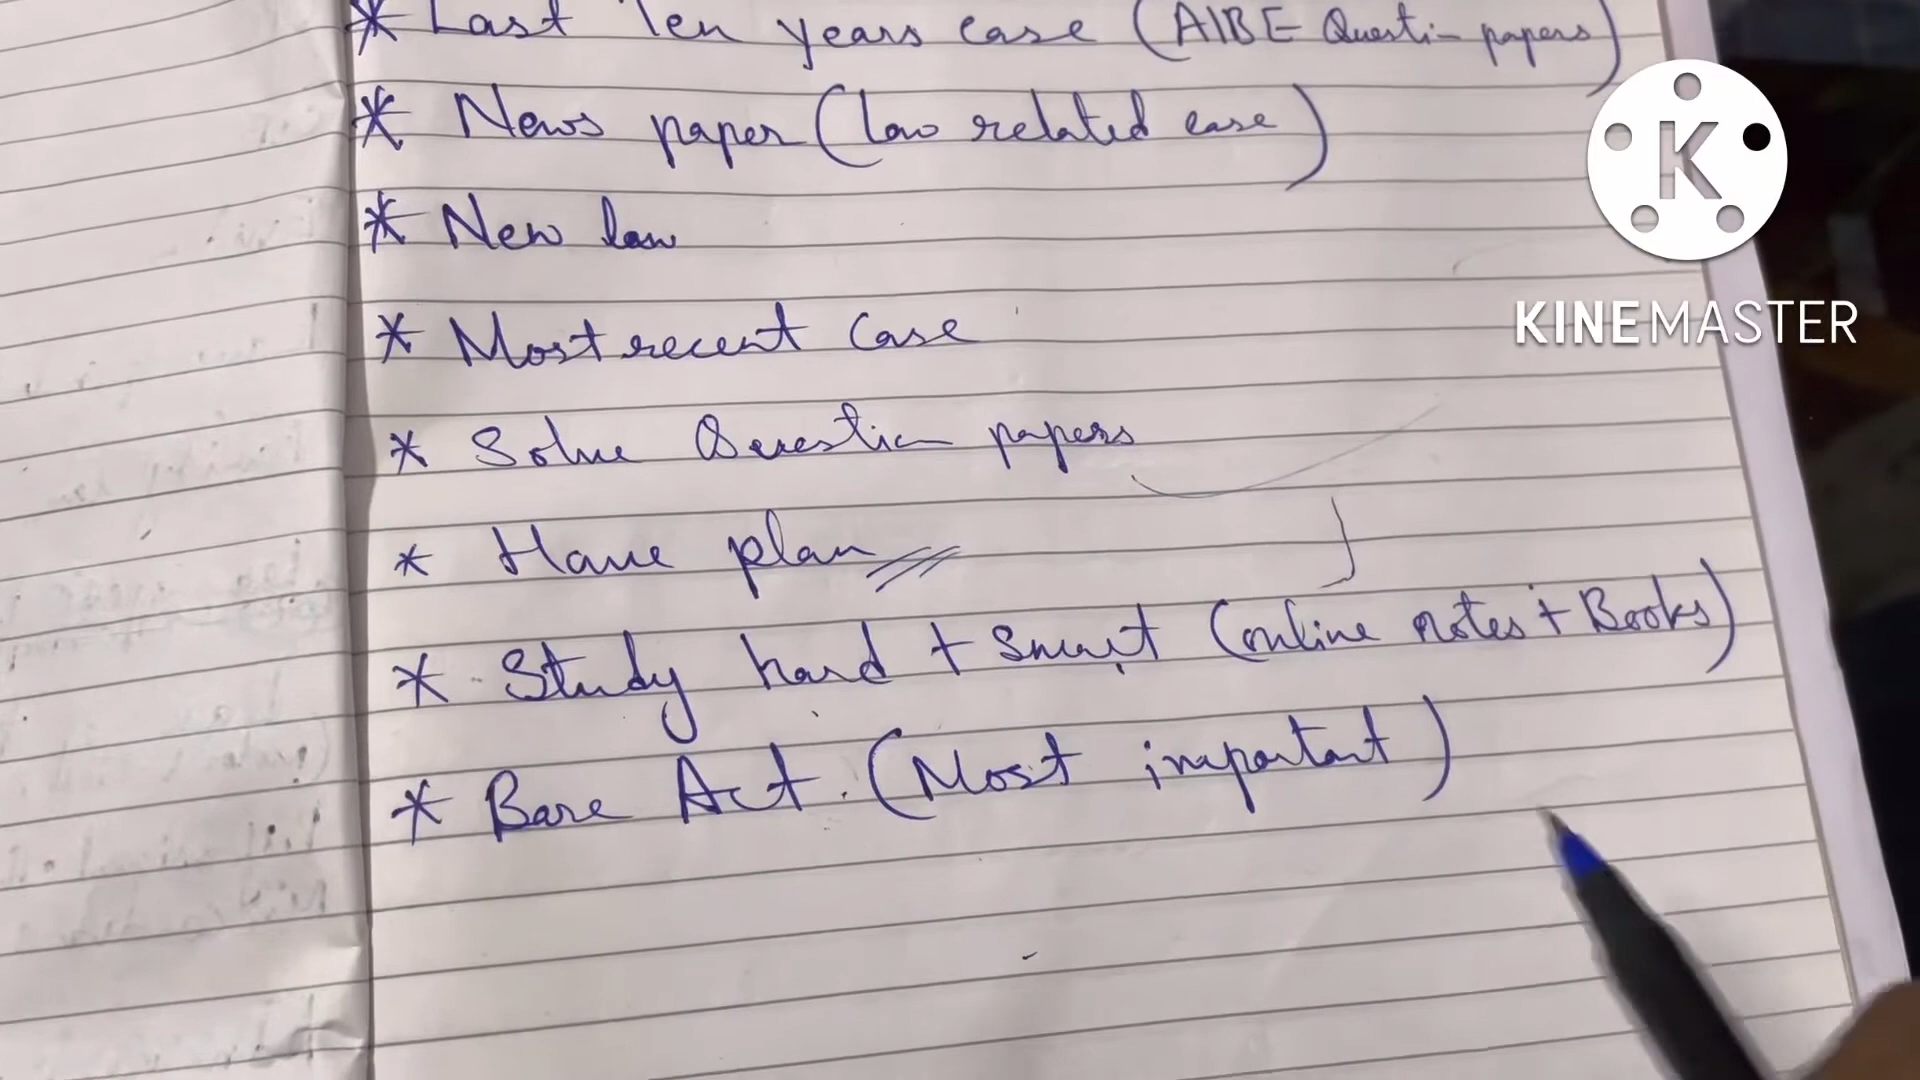 * Last Ten years case (AIBE Questin papers)
* News paper (law related case)
* New law
* Most recent Case
* Solve Question papers
* Have plan
* Study hard + Smart (online notes + Books)
* Bare Act. (Most important)
K
KINEMASTER